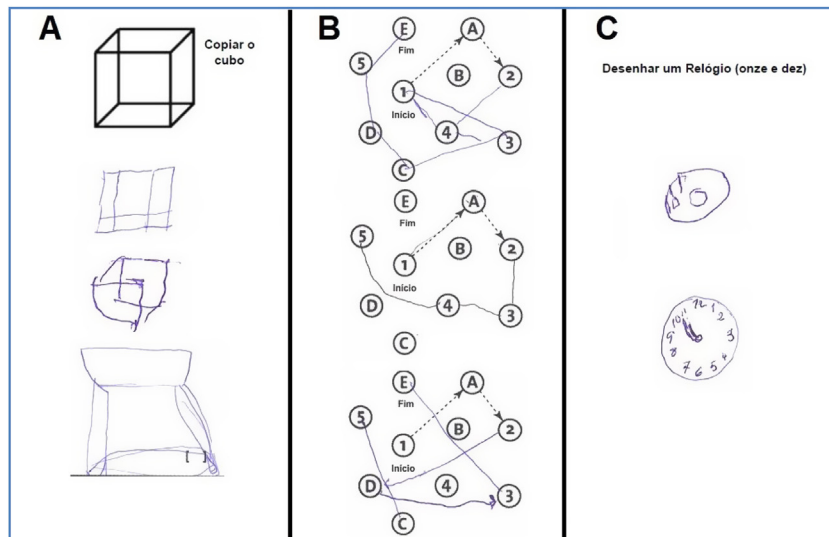 A
Copiar o
cubo
[ ]
B
E
A
Fim
5
B
2
1
Início
D
4
3
C
E
A
Fim
5
B
2
1
Início
D
4
3
C
E
A
Fim
5
B
2
1
Início
D
4
3
C
C
Desenhar um Relógio (onze e dez)
12
11
1
10
2
9
3
8
4
7
6
5